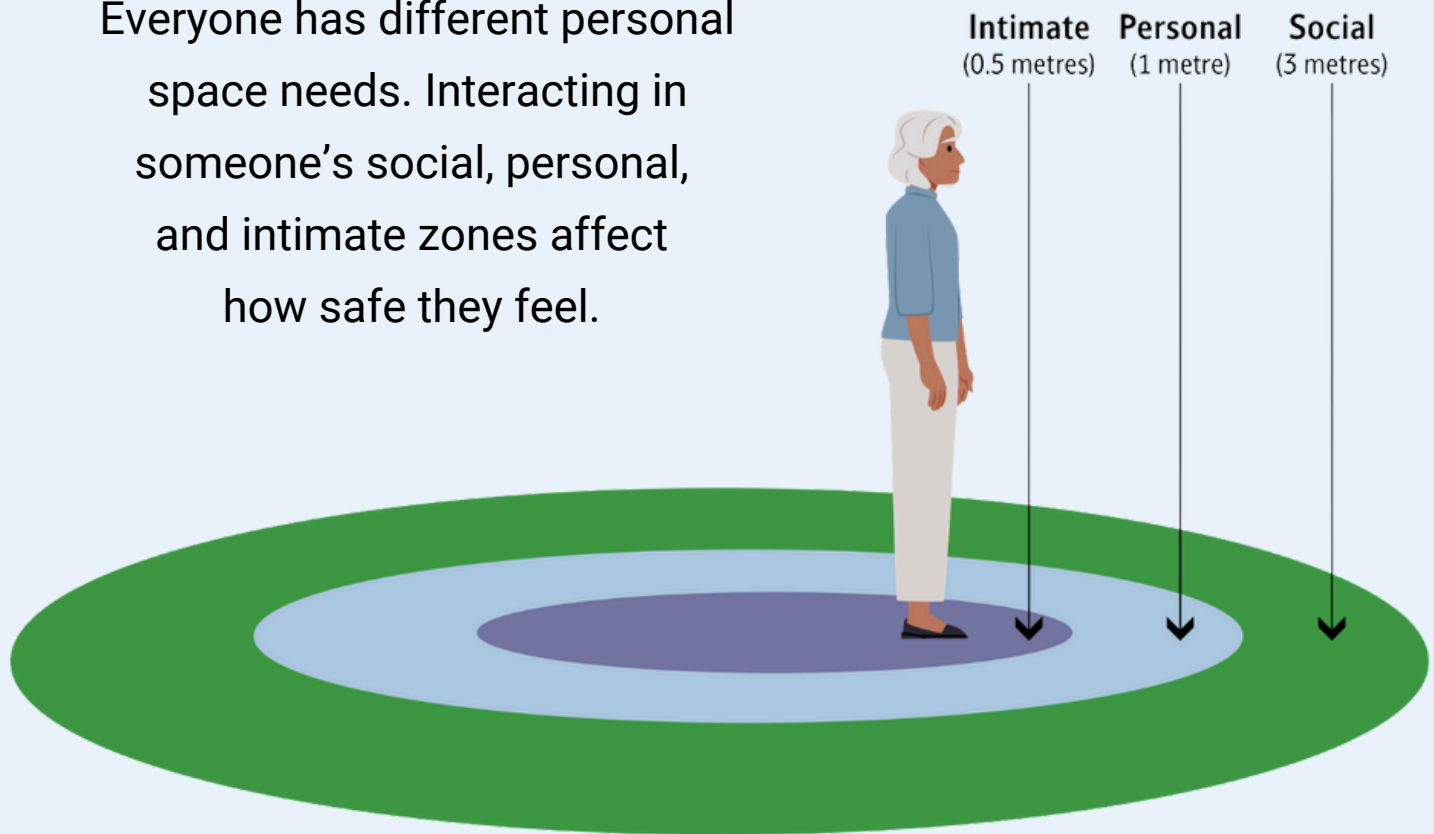 Everyone has different personal
space needs. Interacting in
someone’s social, personal,
and intimate zones affect
how safe they feel.
Intimate Personal Social
(0.5 metres) (1 metre) (3 metres)